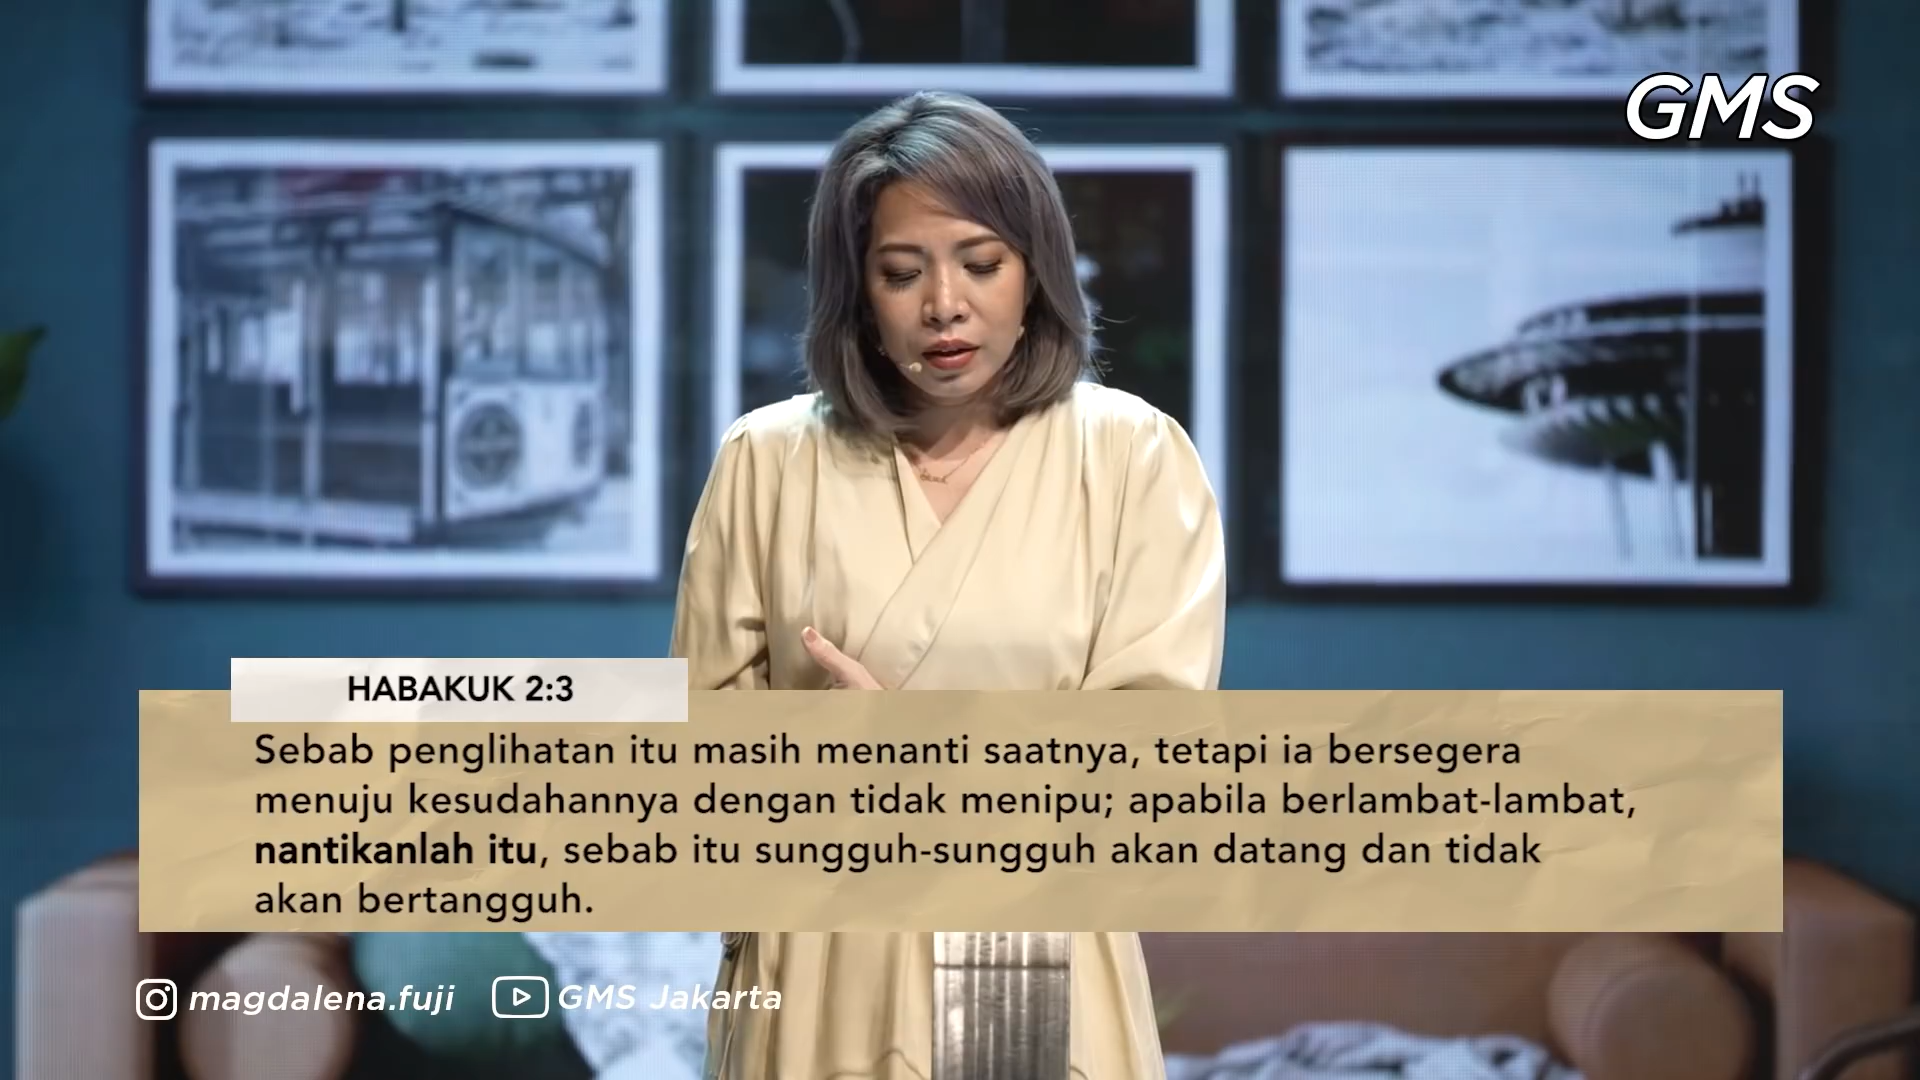 GMS
HABAKUK 2:3
Sebab penglihatan itu masih menanti saatnya, tetapi ia bersegera
menuju kesudahannya dengan tidak menipu; apabila berlambat-lambat,
nantikanlah itu, sebab itu sungguh-sungguh akan datang dan tidak
akan bertangguh.
magdalena.fuji GMS Jakarta